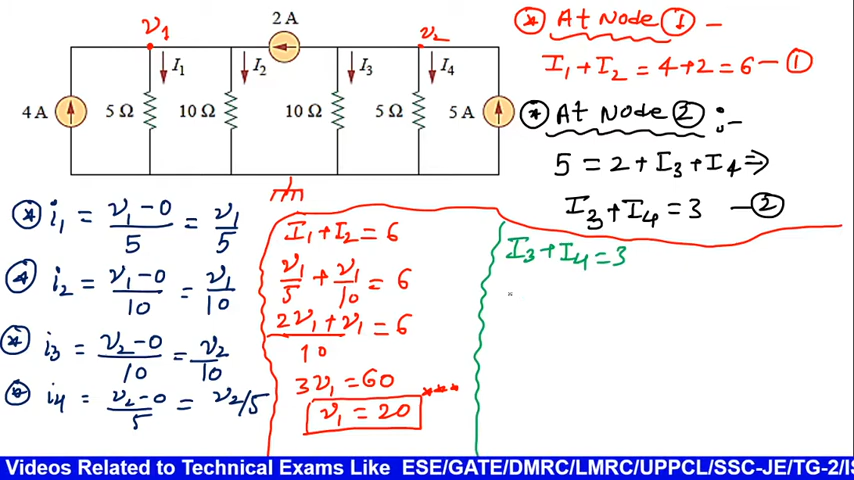 v₁
2 A
v₂
I₁
I₂
I₃
I₄
4 A
5 Ω
10 Ω
10 Ω
5 Ω
5 A
* At Node ① –
I₁ + I₂ = 4+2 = 6 — ①
* At Node ② :-
5 = 2 + I₃ + I₄ ⇒
I₃ + I₄ = 3 — ②
* i₁ = (v₁-0)/5 = v₁/5
* i₂ = (v₁-0)/10 = v₁/10
* i₃ = (v₂-0)/10 = v₂/10
* i₄ = (v₂-0)/5 = v₂/5
I₁ + I₂ = 6
v₁/5 + v₁/10 = 6
(2v₁ + v₁)/10 = 6
3v₁ = 60
v₁ = 20 ***
I₃ + I₄ = 3
Videos Related to Technical Exams Like ESE/GATE/DMRC/LMRC/UPPCL/SSC-JE/TG-2/IS